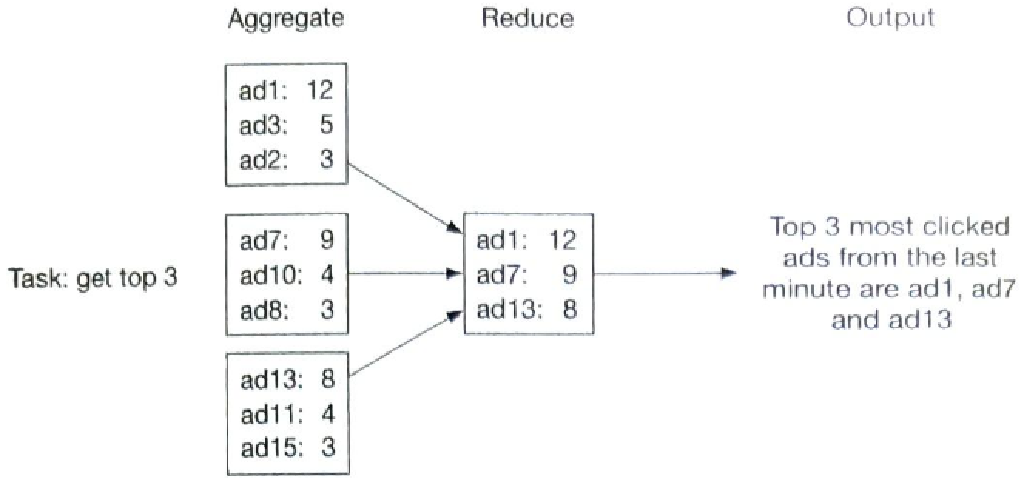 Aggregate Reduce Output
ad1: 12
ad3: 5
ad2: 3
Task: get top 3
ad7: 9
ad10: 4
ad8: 3
ad13: 8
ad11: 4
ad15: 3
ad1: 12
ad7: 9
ad13: 8
Top 3 most clicked
ads from the last
minute are ad1, ad7
and ad13